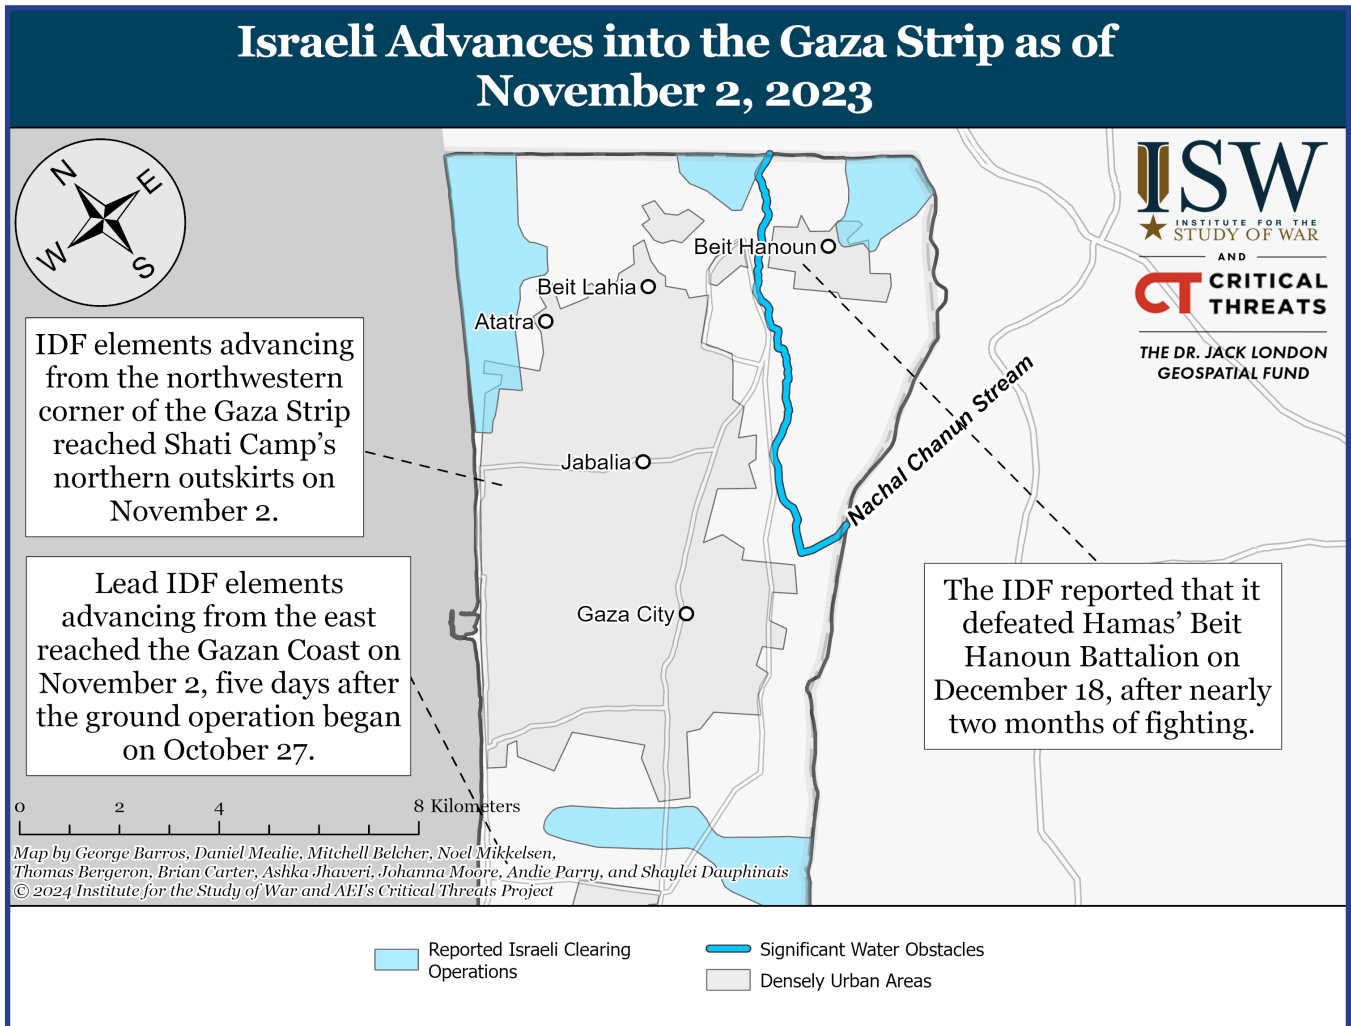 Israeli Advances into the Gaza Strip as of
November 2, 2023
N
E
W
S
ISW
INSTITUTE FOR THE
STUDY OF WAR
AND
CT CRITICAL
THREATS
THE DR. JACK LONDON
GEOSPATIAL FUND
Beit Hanoun
Beit Lahia
Atatra
IDF elements advancing
from the northwestern
corner of the Gaza Strip
reached Shati Camp's
northern outskirts on
November 2.
Nachal Chanun Stream
Jabalia
Gaza City
Lead IDF elements
advancing from the east
reached the Gazan Coast on
November 2, five days after
the ground operation began
on October 27.
The IDF reported that it
defeated Hamas' Beit
Hanoun Battalion on
December 18, after nearly
two months of fighting.
0 2 4 8 Kilometers
Map by George Barros, Daniel Mealie, Mitchell Belcher, Noel Mikkelsen,
Thomas Bergeron, Brian Carter, Ashka Jhaveri, Johanna Moore, Andie Parry, and Shaylei Dauphinais
© 2024 Institute for the Study of War and AEI's Critical Threats Project
Reported Israeli Clearing
Operations
Significant Water Obstacles
Densely Urban Areas